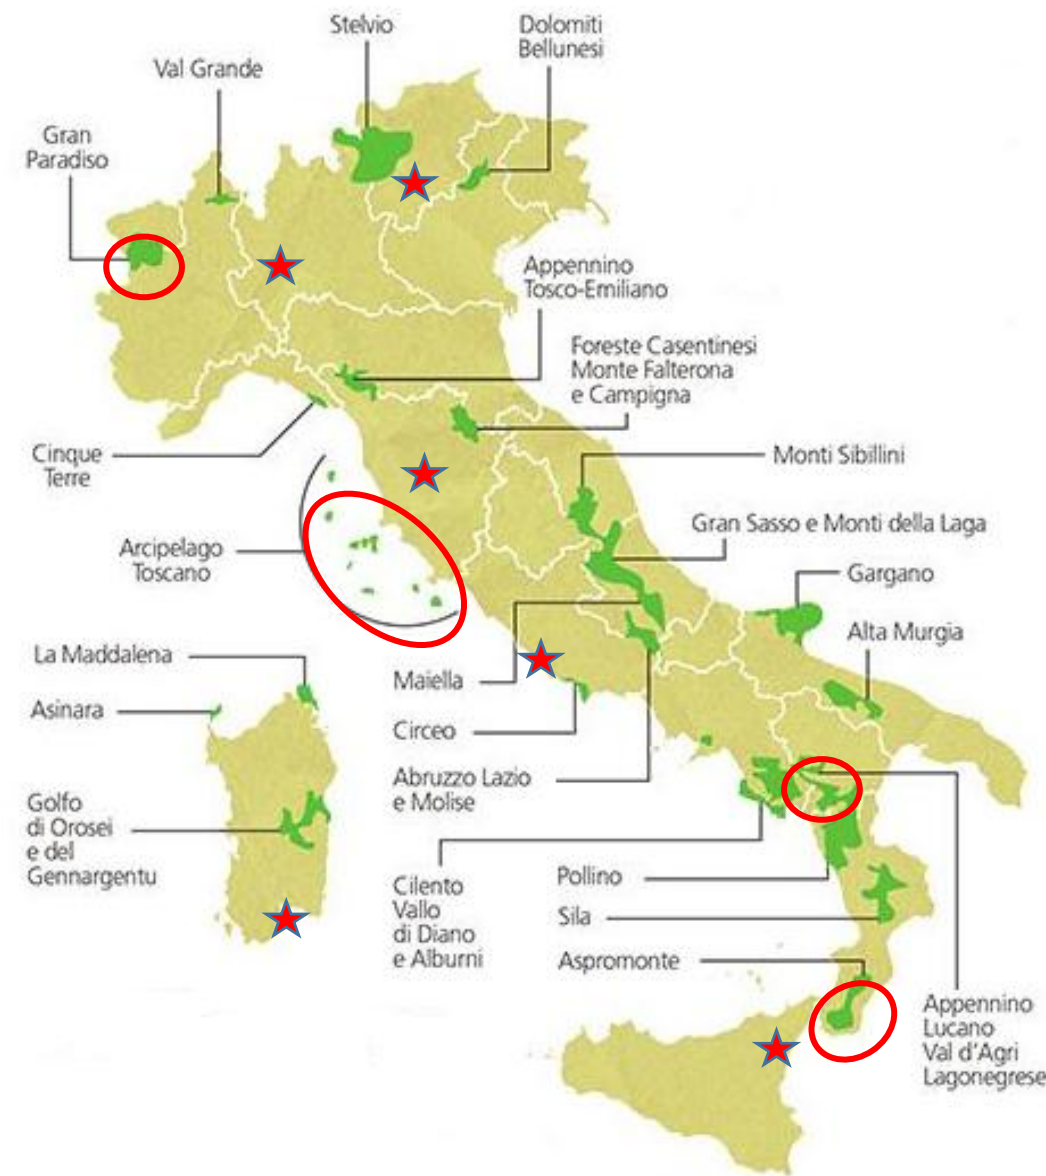 Stelvio
Dolomiti
Bellunesi
Val Grande
Gran
Paradiso
Appennino
Tosco-Emiliano
Foreste Casentinesi
Monte Falterona
e Campigna
Cinque
Terre
Monti Sibillini
Gran Sasso e Monti della Laga
Arcipelago
Toscano
Gargano
Alta Murgia
La Maddalena
Asinara
Maiella
Circeo
Abruzzo Lazio
e Molise
Golfo
di Orosei
e del
Gennargentu
Cilento
Vallo
di Diano
e Alburni
Pollino
Sila
Aspromonte
Appennino
Lucano
Val d'Agri
Lagonegrese